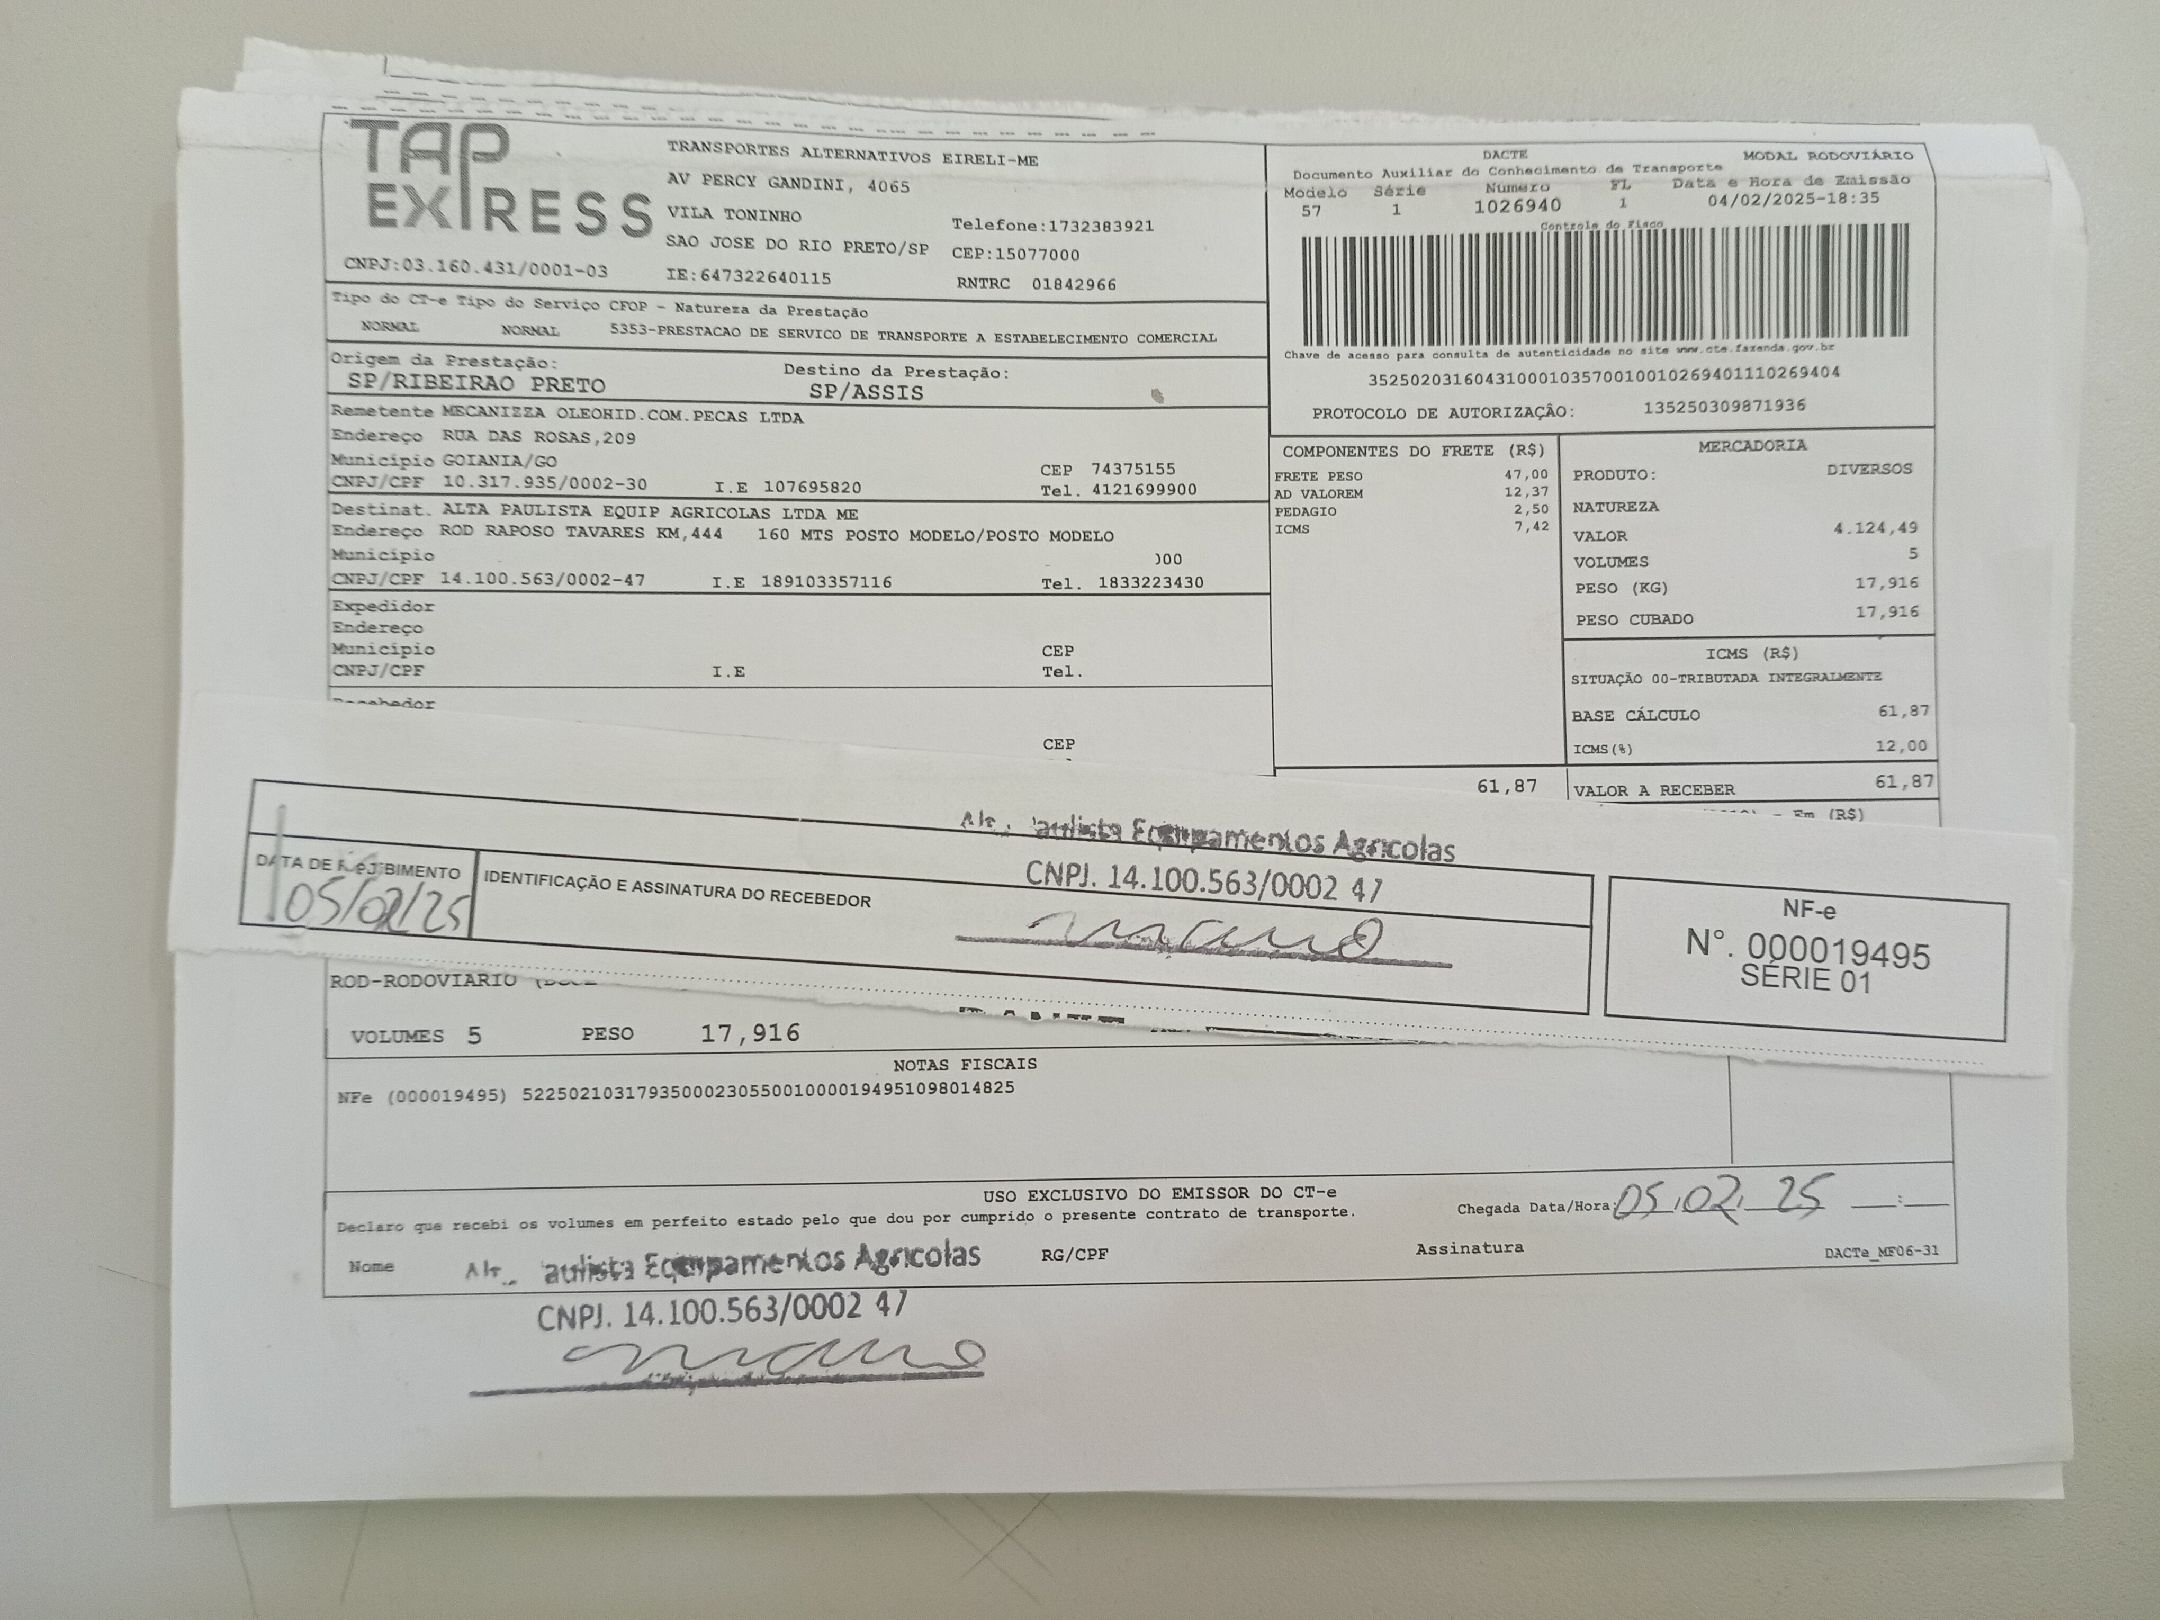 TAP EXPRESS
TRANSPORTES ALTERNATIVOS EIRELI-ME
AV PERCY GANDINI, 4065
VILA TONINHO
Telefone:1732383921
SAO JOSE DO RIO PRETO/SP CEP:15077000
CNPJ:03.160.431/0001-03 IE:647322640115 RNTRC 01842966
DACTE MODAL RODOVIÁRIO
Documento Auxiliar do Conhecimento de Transporte
Modelo Série Número FL Data e Hora de Emissão
57 1 1026940 1 04/02/2025-18:35
Controle do Fisco
Chave de acesso para consulta de autenticidade no site www.cte.fazenda.gov.br
35250203160431000103570010010269401110269404
PROTOCOLO DE AUTORIZAÇÃO: 135250309871936
Tipo do CT-e Tipo do Serviço CFOP - Natureza da Prestação
NORMAL NORMAL 5353-PRESTACAO DE SERVICO DE TRANSPORTE A ESTABELECIMENTO COMERCIAL
Origem da Prestação: Destino da Prestação:
SP/RIBEIRAO PRETO SP/ASSIS
Remetente MECANIZZA OLEOHID.COM.PECAS LTDA
Endereço RUA DAS ROSAS,209
Município GOIANIA/GO CEP 74375155
CNPJ/CPF 10.317.935/0002-30 I.E 107695820 Tel. 4121699900
Destinat. ALTA PAULISTA EQUIP AGRICOLAS LTDA ME
Endereço ROD RAPOSO TAVARES KM,444 160 MTS POSTO MODELO/POSTO MODELO
Município 000
CNPJ/CPF 14.100.563/0002-47 I.E 189103357116 Tel. 1833223430
Expedidor
Endereço
Município CEP
CNPJ/CPF I.E Tel.
CEP
COMPONENTES DO FRETE (R$)
FRETE PESO 47,00
AD VALOREM 12,37
PEDAGIO 2,50
ICMS 7,42
61,87
MERCADORIA
PRODUTO: DIVERSOS
NATUREZA
VALOR 4.124,49
VOLUMES 5
PESO (KG) 17,916
PESO CUBADO 17,916
ICMS (R$)
SITUAÇÃO 00-TRIBUTADA INTEGRALMENTE
BASE CÁLCULO 61,87
ICMS(%) 12,00
VALOR A RECEBER 61,87
Em (R$)
aulista Equipamentos Agricolas
CNPJ. 14.100.563/0002 47
DATA DE RECEBIMENTO IDENTIFICAÇÃO E ASSINATURA DO RECEBEDOR
05/02/25
NF-e
N°. 000019495
SÉRIE 01
ROD-RODOVIARIO
VOLUMES 5 PESO 17,916
NOTAS FISCAIS
NFe (000019495) 52250210317935000230550010000194951098014825
USO EXCLUSIVO DO EMISSOR DO CT-e
Declaro que recebi os volumes em perfeito estado pelo que dou por cumprido o presente contrato de transporte.
Chegada Data/Hora 05.02.25 __:__
Nome aulista Equipamentos Agricolas RG/CPF Assinatura DACTe_MF06-31
CNPJ. 14.100.563/0002 47